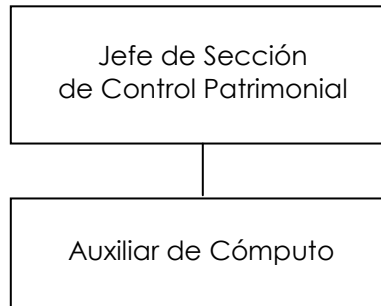 Jefe de Sección
de Control Patrimonial
Auxiliar de Cómputo